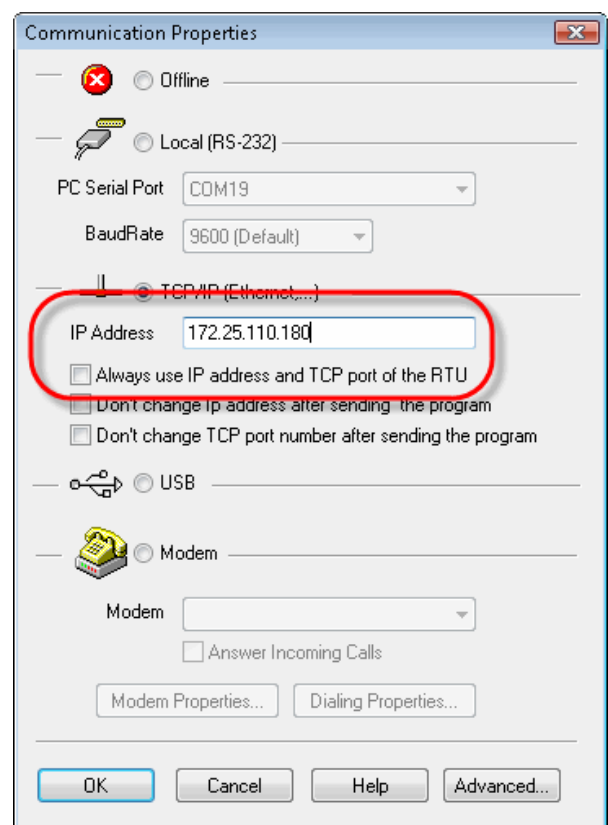 Communication Properties
Offline
Local (RS-232)
PC Serial Port COM19
BaudRate 9600 (Default)
TCP/IP (Ethernet,...)
IP Address 172.25.110.180
Always use IP address and TCP port of the RTU
Don't change Ip address after sending the program
Don't change TCP port number after sending the program
USB
Modem
Modem
Answer Incoming Calls
Modem Properties... Dialing Properties...
OK Cancel Help Advanced...